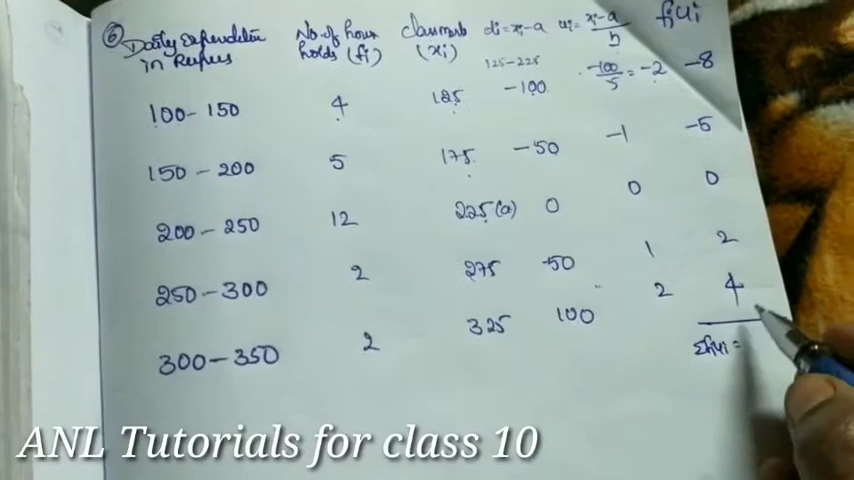 6 Daily Expenditure in Rupees No. of house holds (fi) classmark (xi) di = xi - a ui = xi - a / h fiui
125-225
100 - 150 4 125 -100 -100/5 = -2 -8
150 - 200 5 175 -50 -1 -5
200 - 250 12 225(a) 0 0 0
250 - 300 2 275 50 1 2
300 - 350 2 325 100 2 4
Σfiui =
ANL Tutorials for class 10